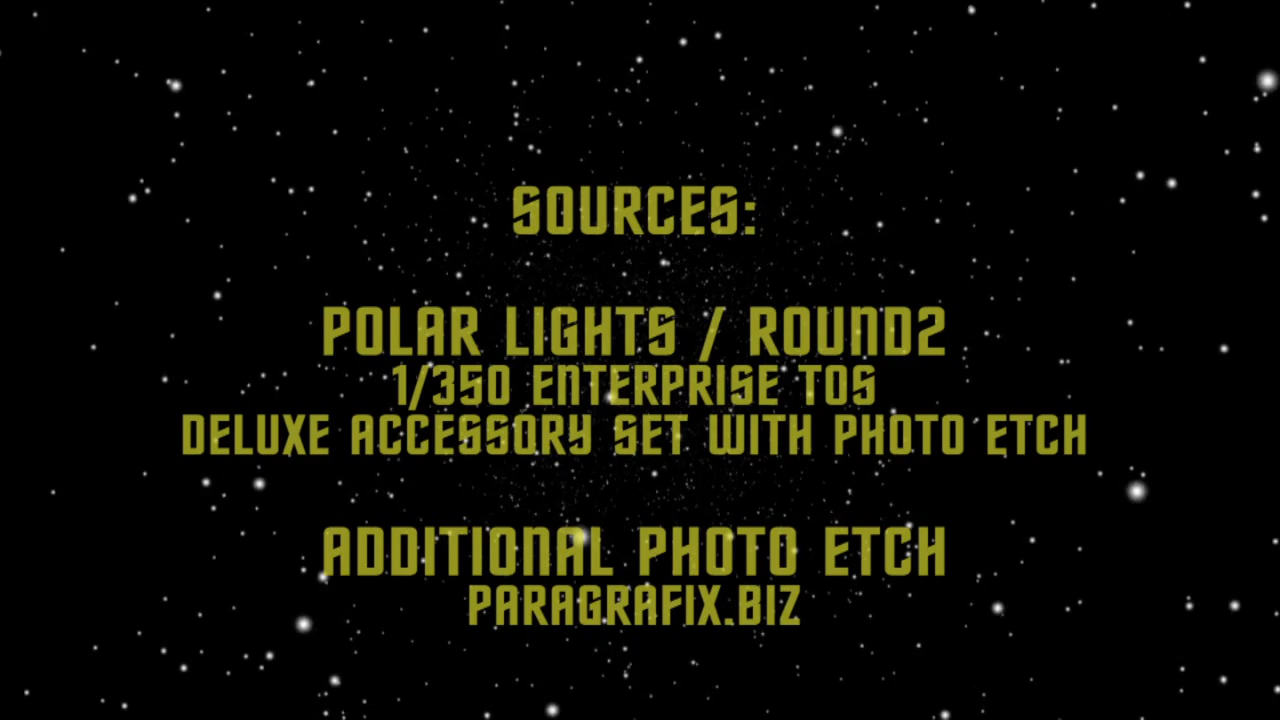 SOURCES:
POLAR LIGHTS / ROUND2
1/350 ENTERPRISE TOS
DELUXE ACCESSORY SET WITH PHOTO ETCH
ADDITIONAL PHOTO ETCH
PARAGRAFIX.BIZ